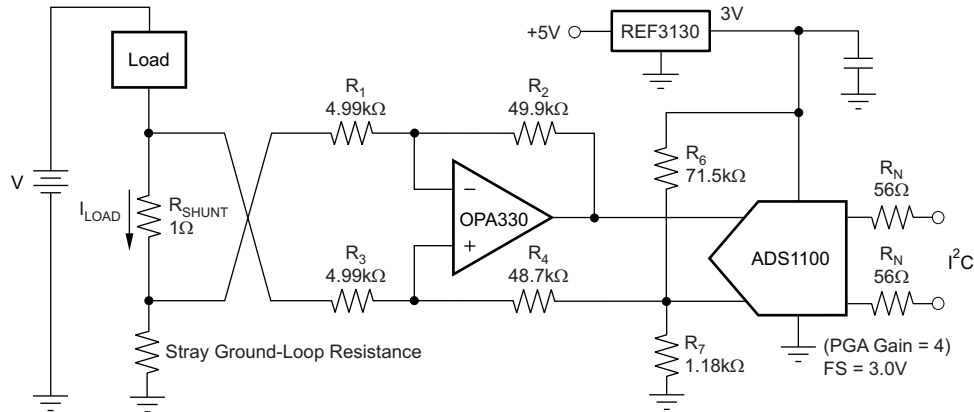 3V
+5V
REF3130
Load
R1
4.99kΩ
R2
49.9kΩ
R6
71.5kΩ
V
ILOAD
RSHUNT
1Ω
−
OPA330
+
RN
56Ω
ADS1100
I²C
RN
56Ω
R3
4.99kΩ
R4
48.7kΩ
Stray Ground-Loop Resistance
R7
1.18kΩ
(PGA Gain = 4)
FS = 3.0V